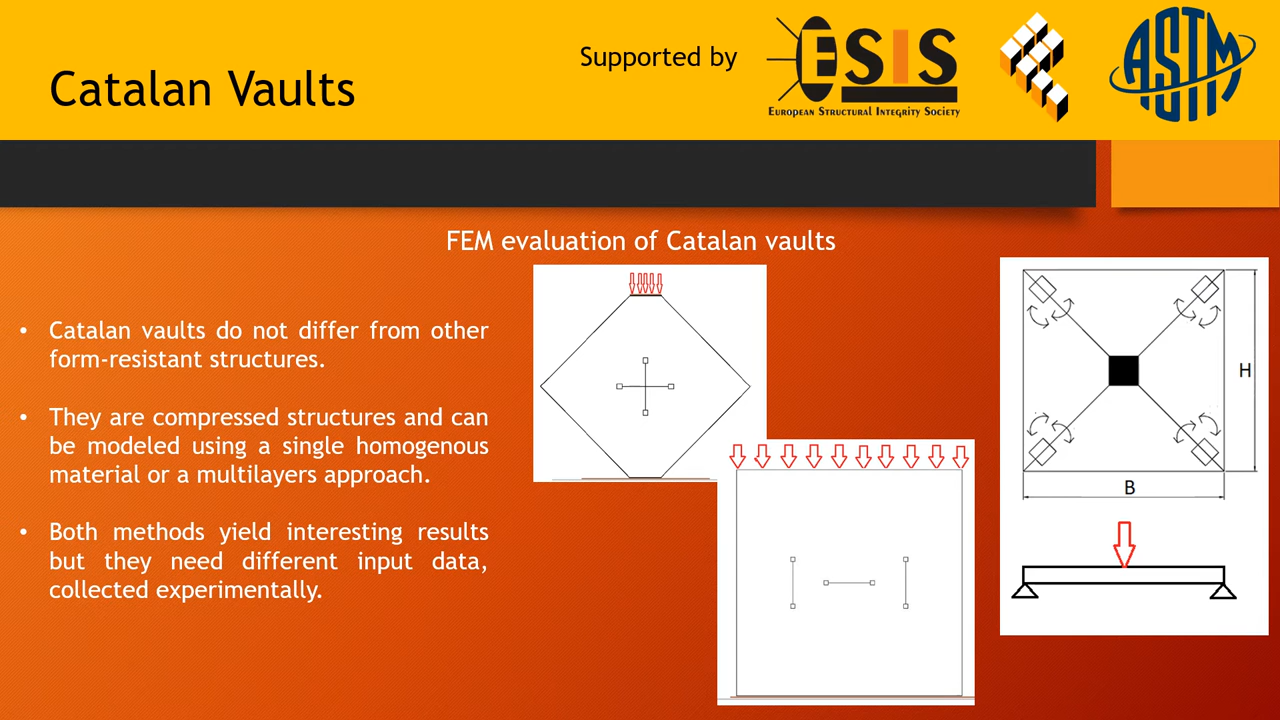 Catalan Vaults
Supported by
ESIS
European Structural Integrity Society
ASTM
FEM evaluation of Catalan vaults
• Catalan vaults do not differ from other
form-resistant structures.
• They are compressed structures and can
be modeled using a single homogenous
material or a multilayers approach.
• Both methods yield interesting results
but they need different input data,
collected experimentally.
H
B